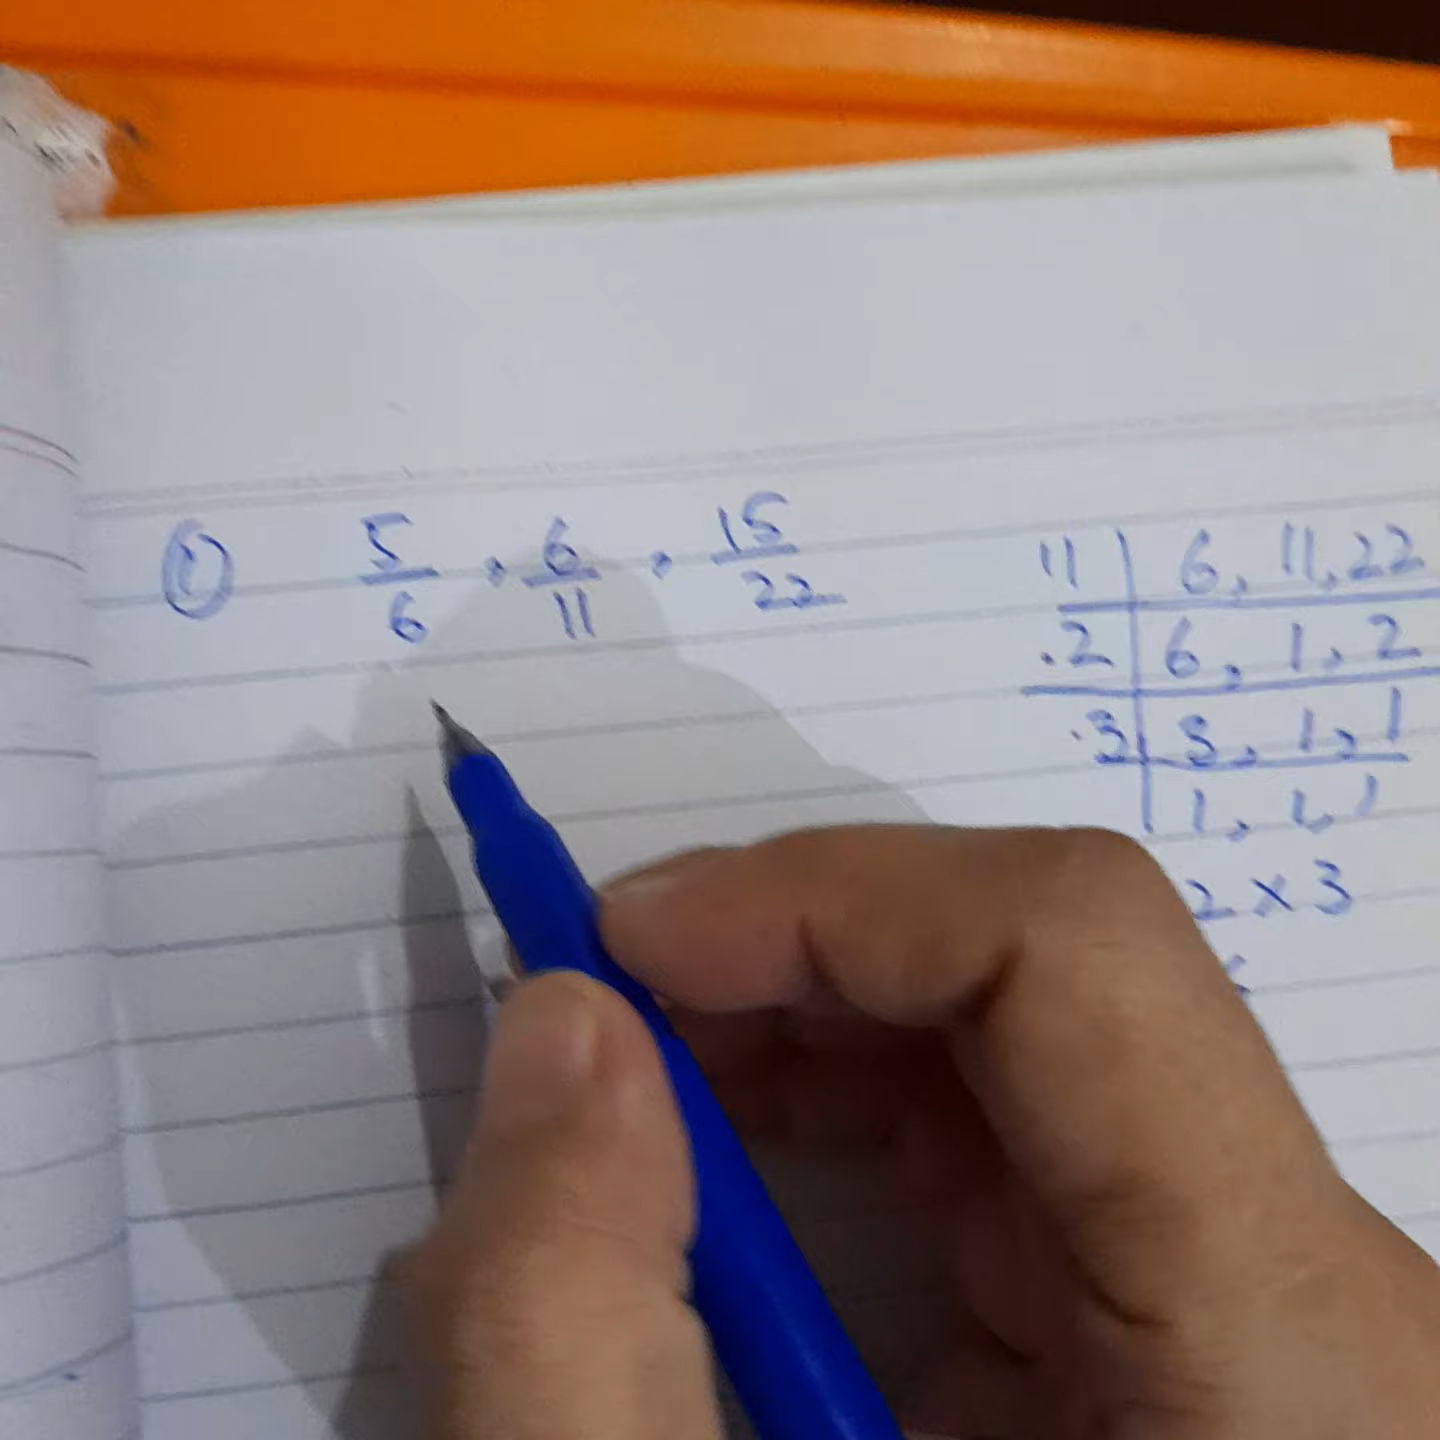 ① 5/6 , 6/11 , 15/22
11 | 6, 11, 22
.2 | 6, 1, 2
.3 | 3, 1, 1
1, 1, 1
2 × 3